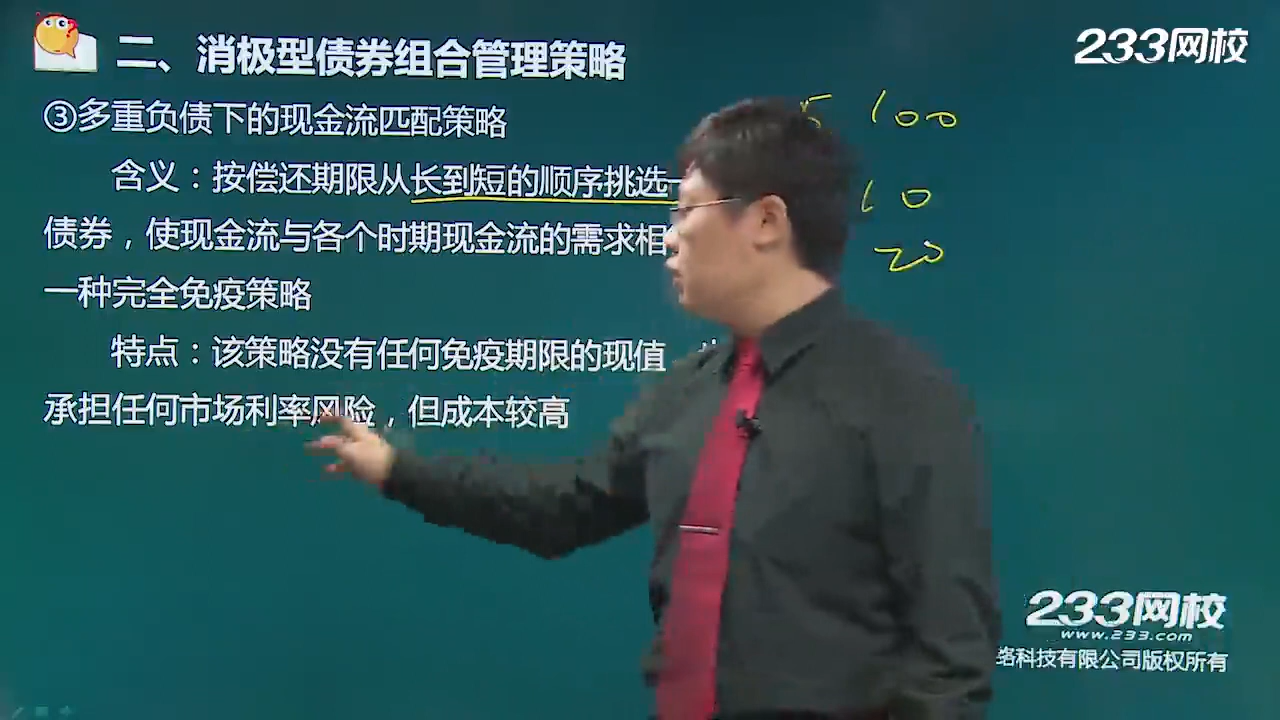 二、消极型债券组合管理策略
233网校
③多重负债下的现金流匹配策略
5 100
含义：按偿还期限从长到短的顺序挑选一
10
债券，使现金流与各个时期现金流的需求相
20
一种完全免疫策略
特点：该策略没有任何免疫期限的现值
承担任何市场利率风险，但成本较高
233网校
www.233.com
络科技有限公司版权所有